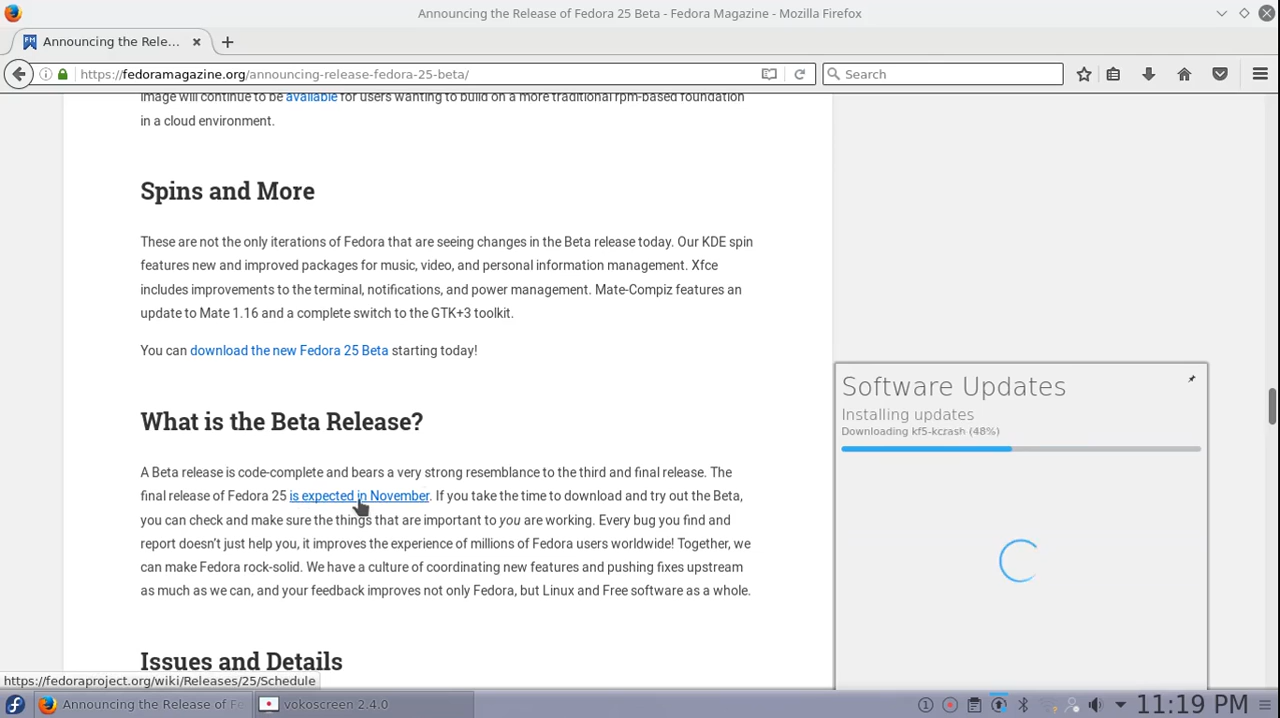 Announcing the Release of Fedora 25 Beta - Fedora Magazine - Mozilla Firefox
Announcing the Rele...
https://fedoramagazine.org/announcing-release-fedora-25-beta/
Search
image will continue to be available for users wanting to build on a more traditional rpm-based foundation
in a cloud environment.
Spins and More
These are not the only iterations of Fedora that are seeing changes in the Beta release today. Our KDE spin
features new and improved packages for music, video, and personal information management. Xfce
includes improvements to the terminal, notifications, and power management. Mate-Compiz features an
update to Mate 1.16 and a complete switch to the GTK+3 toolkit.
You can download the new Fedora 25 Beta starting today!
What is the Beta Release?
A Beta release is code-complete and bears a very strong resemblance to the third and final release. The
final release of Fedora 25 is expected in November. If you take the time to download and try out the Beta,
you can check and make sure the things that are important to you are working. Every bug you find and
report doesn't just help you, it improves the experience of millions of Fedora users worldwide! Together, we
can make Fedora rock-solid. We have a culture of coordinating new features and pushing fixes upstream
as much as we can, and your feedback improves not only Fedora, but Linux and Free software as a whole.
Issues and Details
Software Updates
Installing updates
Downloading kf5-kcrash (48%)
https://fedoraproject.org/wiki/Releases/25/Schedule
Announcing the Release of Fe
vokoscreen 2.4.0
11:19 PM